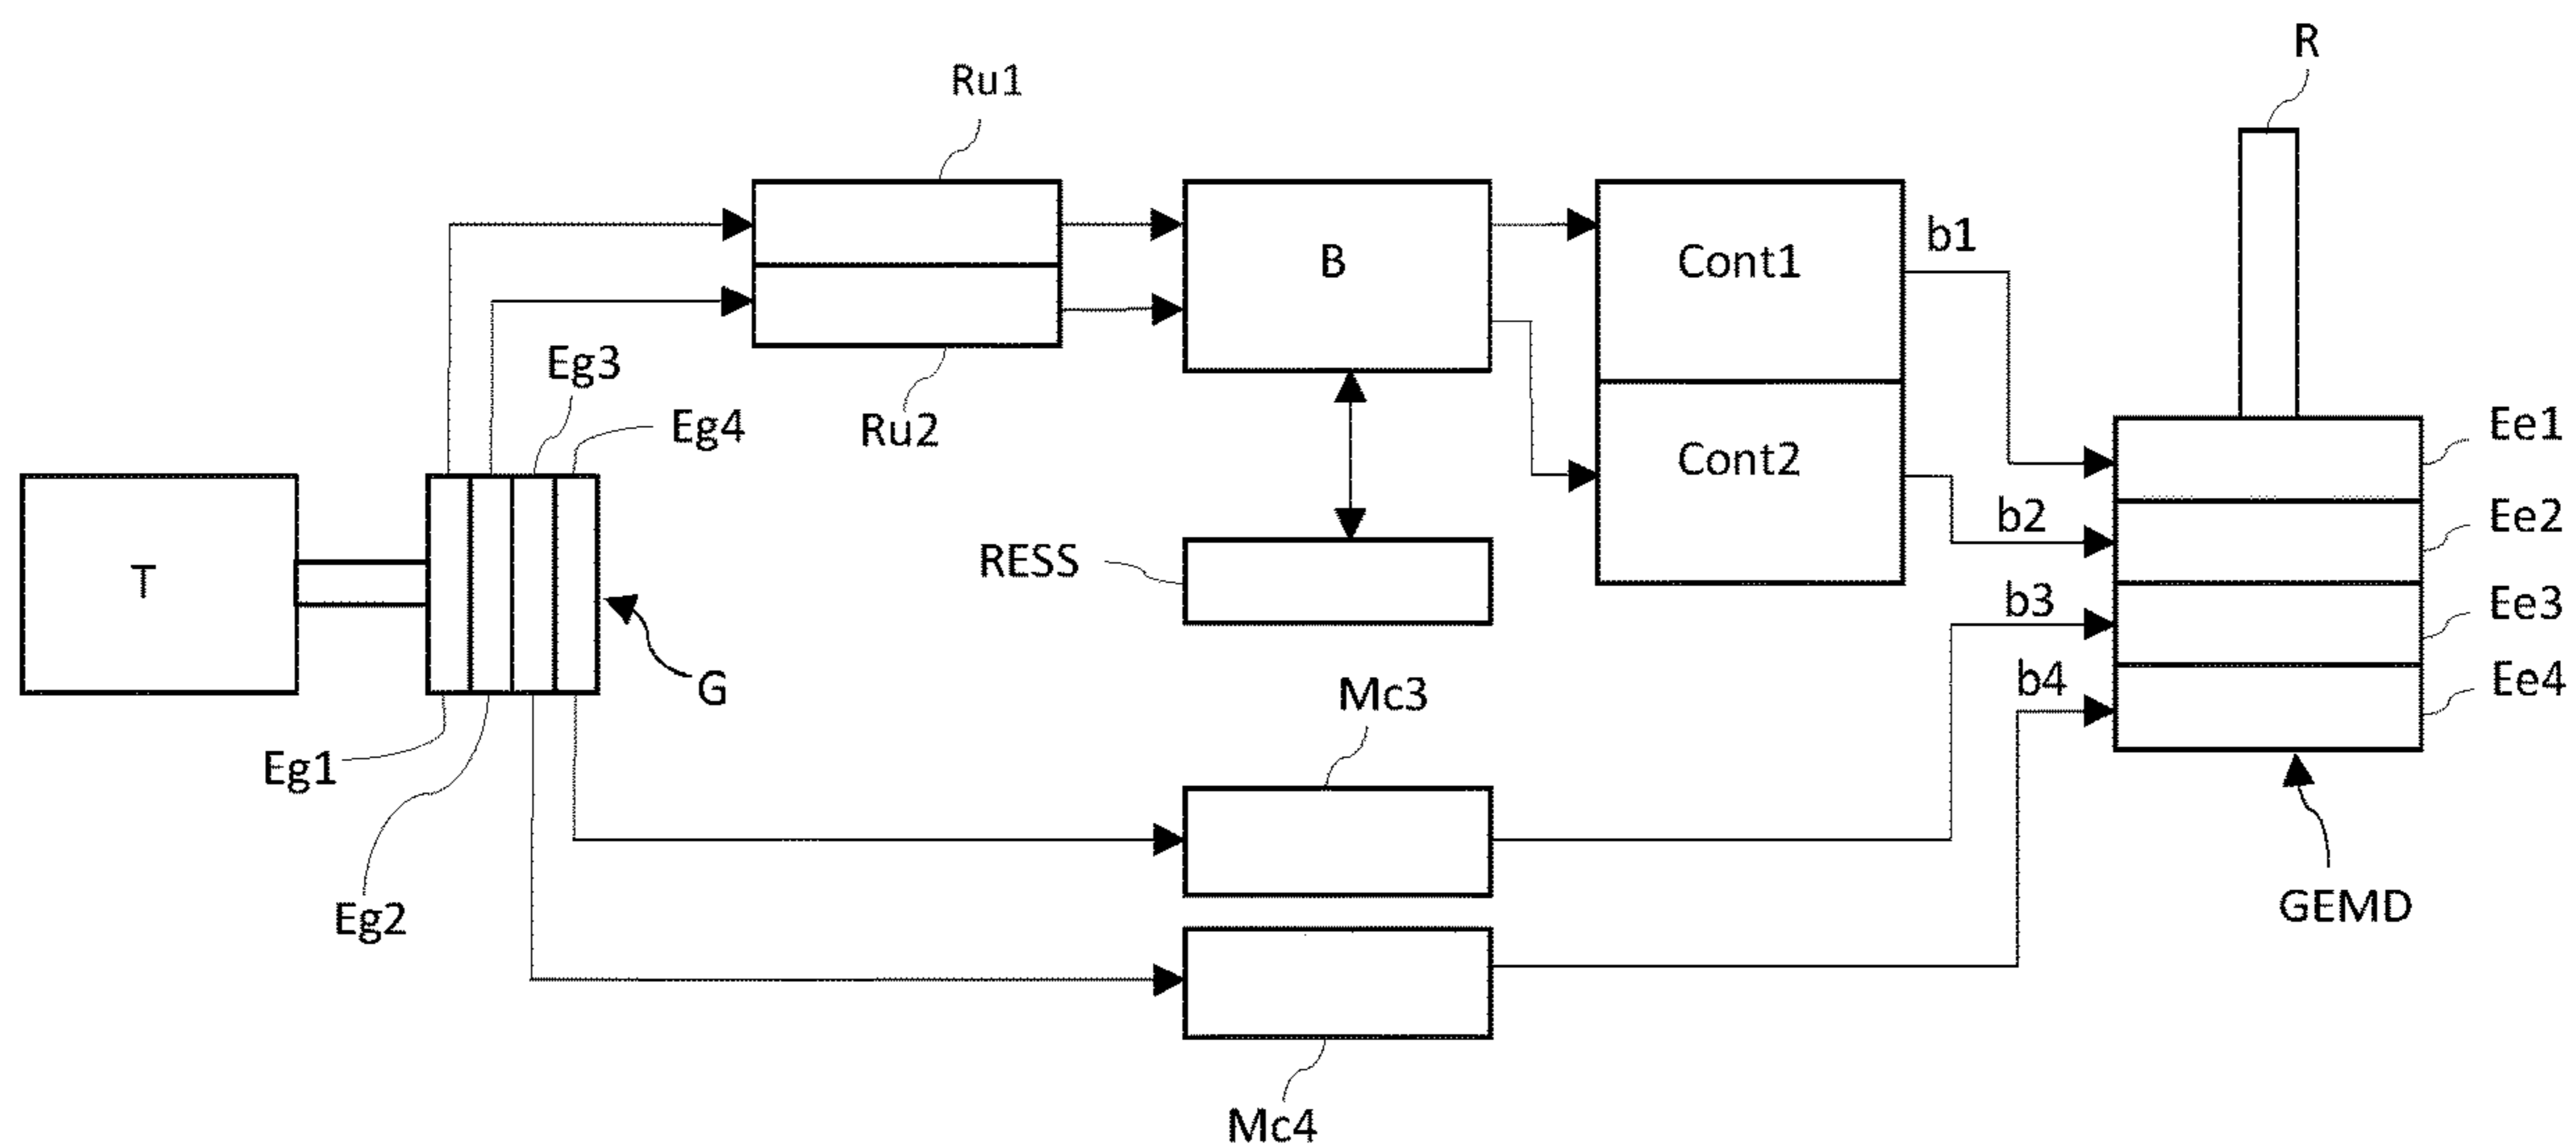 R
Ru1
b1
B
Cont1
Eg3
Ru2
Eg4
Ee1
Cont2
b2
Ee2
RESS
T
b3
Ee3
G
Mc3
b4
Ee4
Eg1
Eg2
GEMD
Mc4